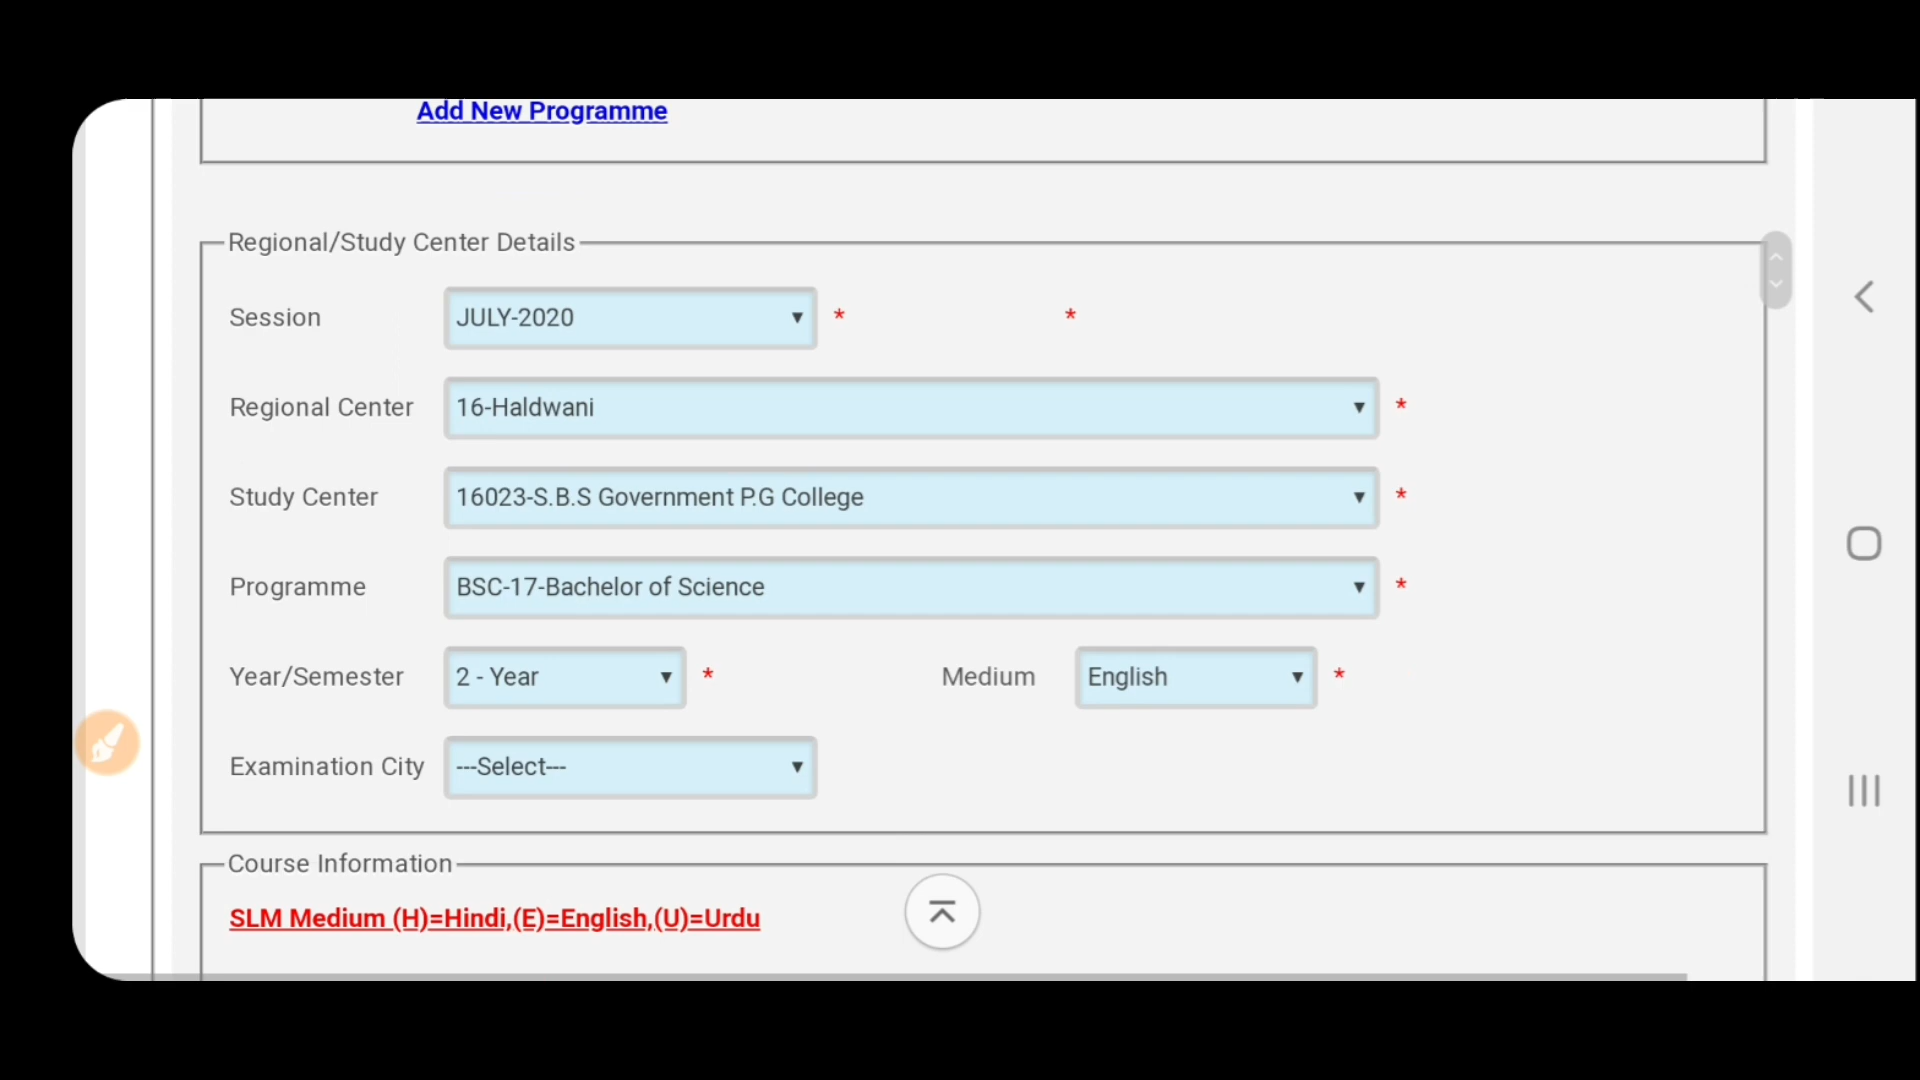 Add New Programme
Regional/Study Center Details
Session JULY-2020 * *
Regional Center 16-Haldwani *
Study Center 16023-S.B.S Government P.G College *
Programme BSC-17-Bachelor of Science *
Year/Semester 2 - Year * Medium English *
Examination City ---Select---
Course Information
SLM Medium (H)=Hindi,(E)=English,(U)=Urdu